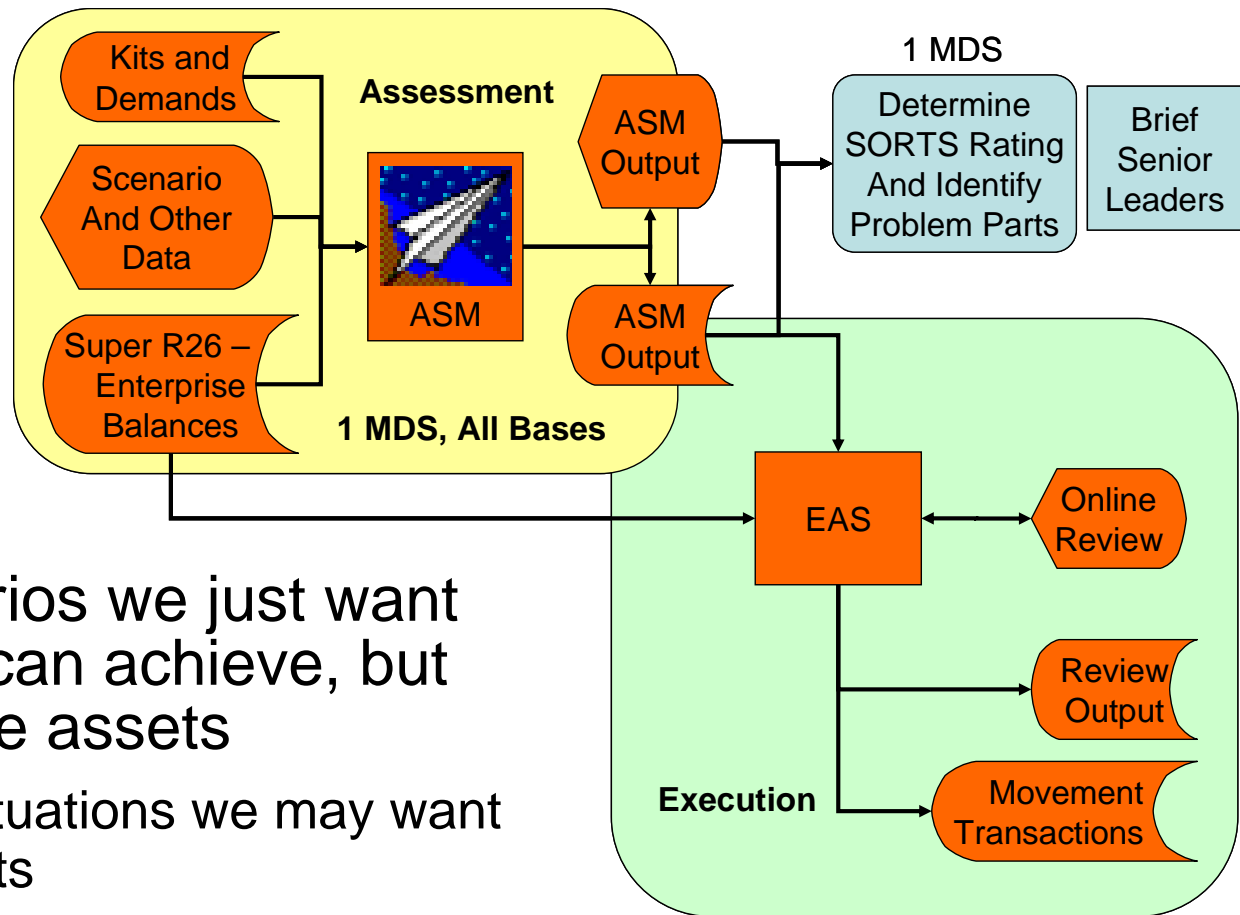 Kits and
Demands
Assessment
Scenario
And Other
Data
Super R26 –
Enterprise
Balances
ASM
1 MDS, All Bases
ASM
Output
ASM
Output
1 MDS
Determine
SORTS Rating
And Identify
Problem Parts
Brief
Senior
Leaders
EAS
Online
Review
Review
Output
Movement
Transactions
Execution
rios we just want
can achieve, but
e assets
tuations we may want
ts